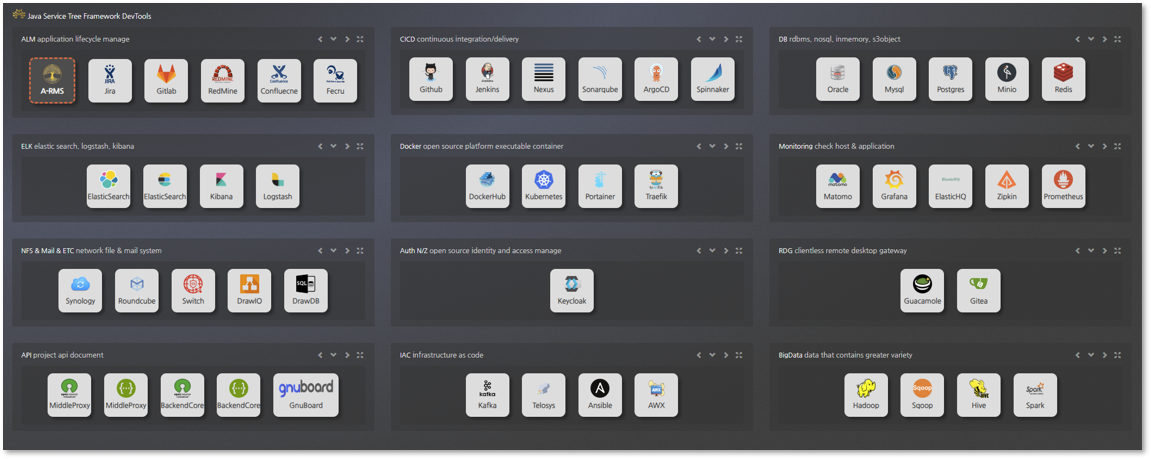 Java Service Tree Framework DevTools
ALM application lifecycle manage
A-RMS
JIRA
Jira
Gitlab
REDMINE
RedMine
Confluence
Confluecne
Fecru
CICD continuous integration/delivery
Github
Jenkins
Nexus
Sonarqube
ArgoCD
Spinnaker
DB rdbms, nosql, inmemory, s3object
Oracle
Mysql
Postgres
Minio
Redis
ELK elastic search, logstash, kibana
ElasticSearch
ElasticSearch
Kibana
Logstash
Docker open source platform executable container
DockerHub
Kubernetes
Portainer
Traefik
Monitoring check host & application
matomo
Matomo
Grafana
ElasticHQ
Zipkin
Prometheus
NFS & Mail & ETC network file & mail system
Synology
Roundcube
Switch
DrawIO
SQL
DrawDB
Auth N/Z open source identity and access manage
Keycloak
RDG clientless remote desktop gateway
Guacamole
Gitea
API project api document
MiddleProxy
MiddleProxy
BackendCore
BackendCore
gnuboard
GnuBoard
IAC infrastructure as code
kafka
Kafka
Telosys
Ansible
AWX
AWX
BigData data that contains greater variety
Hadoop
Sqoop
Sqoop
HIVE
Hive
Spark
Spark